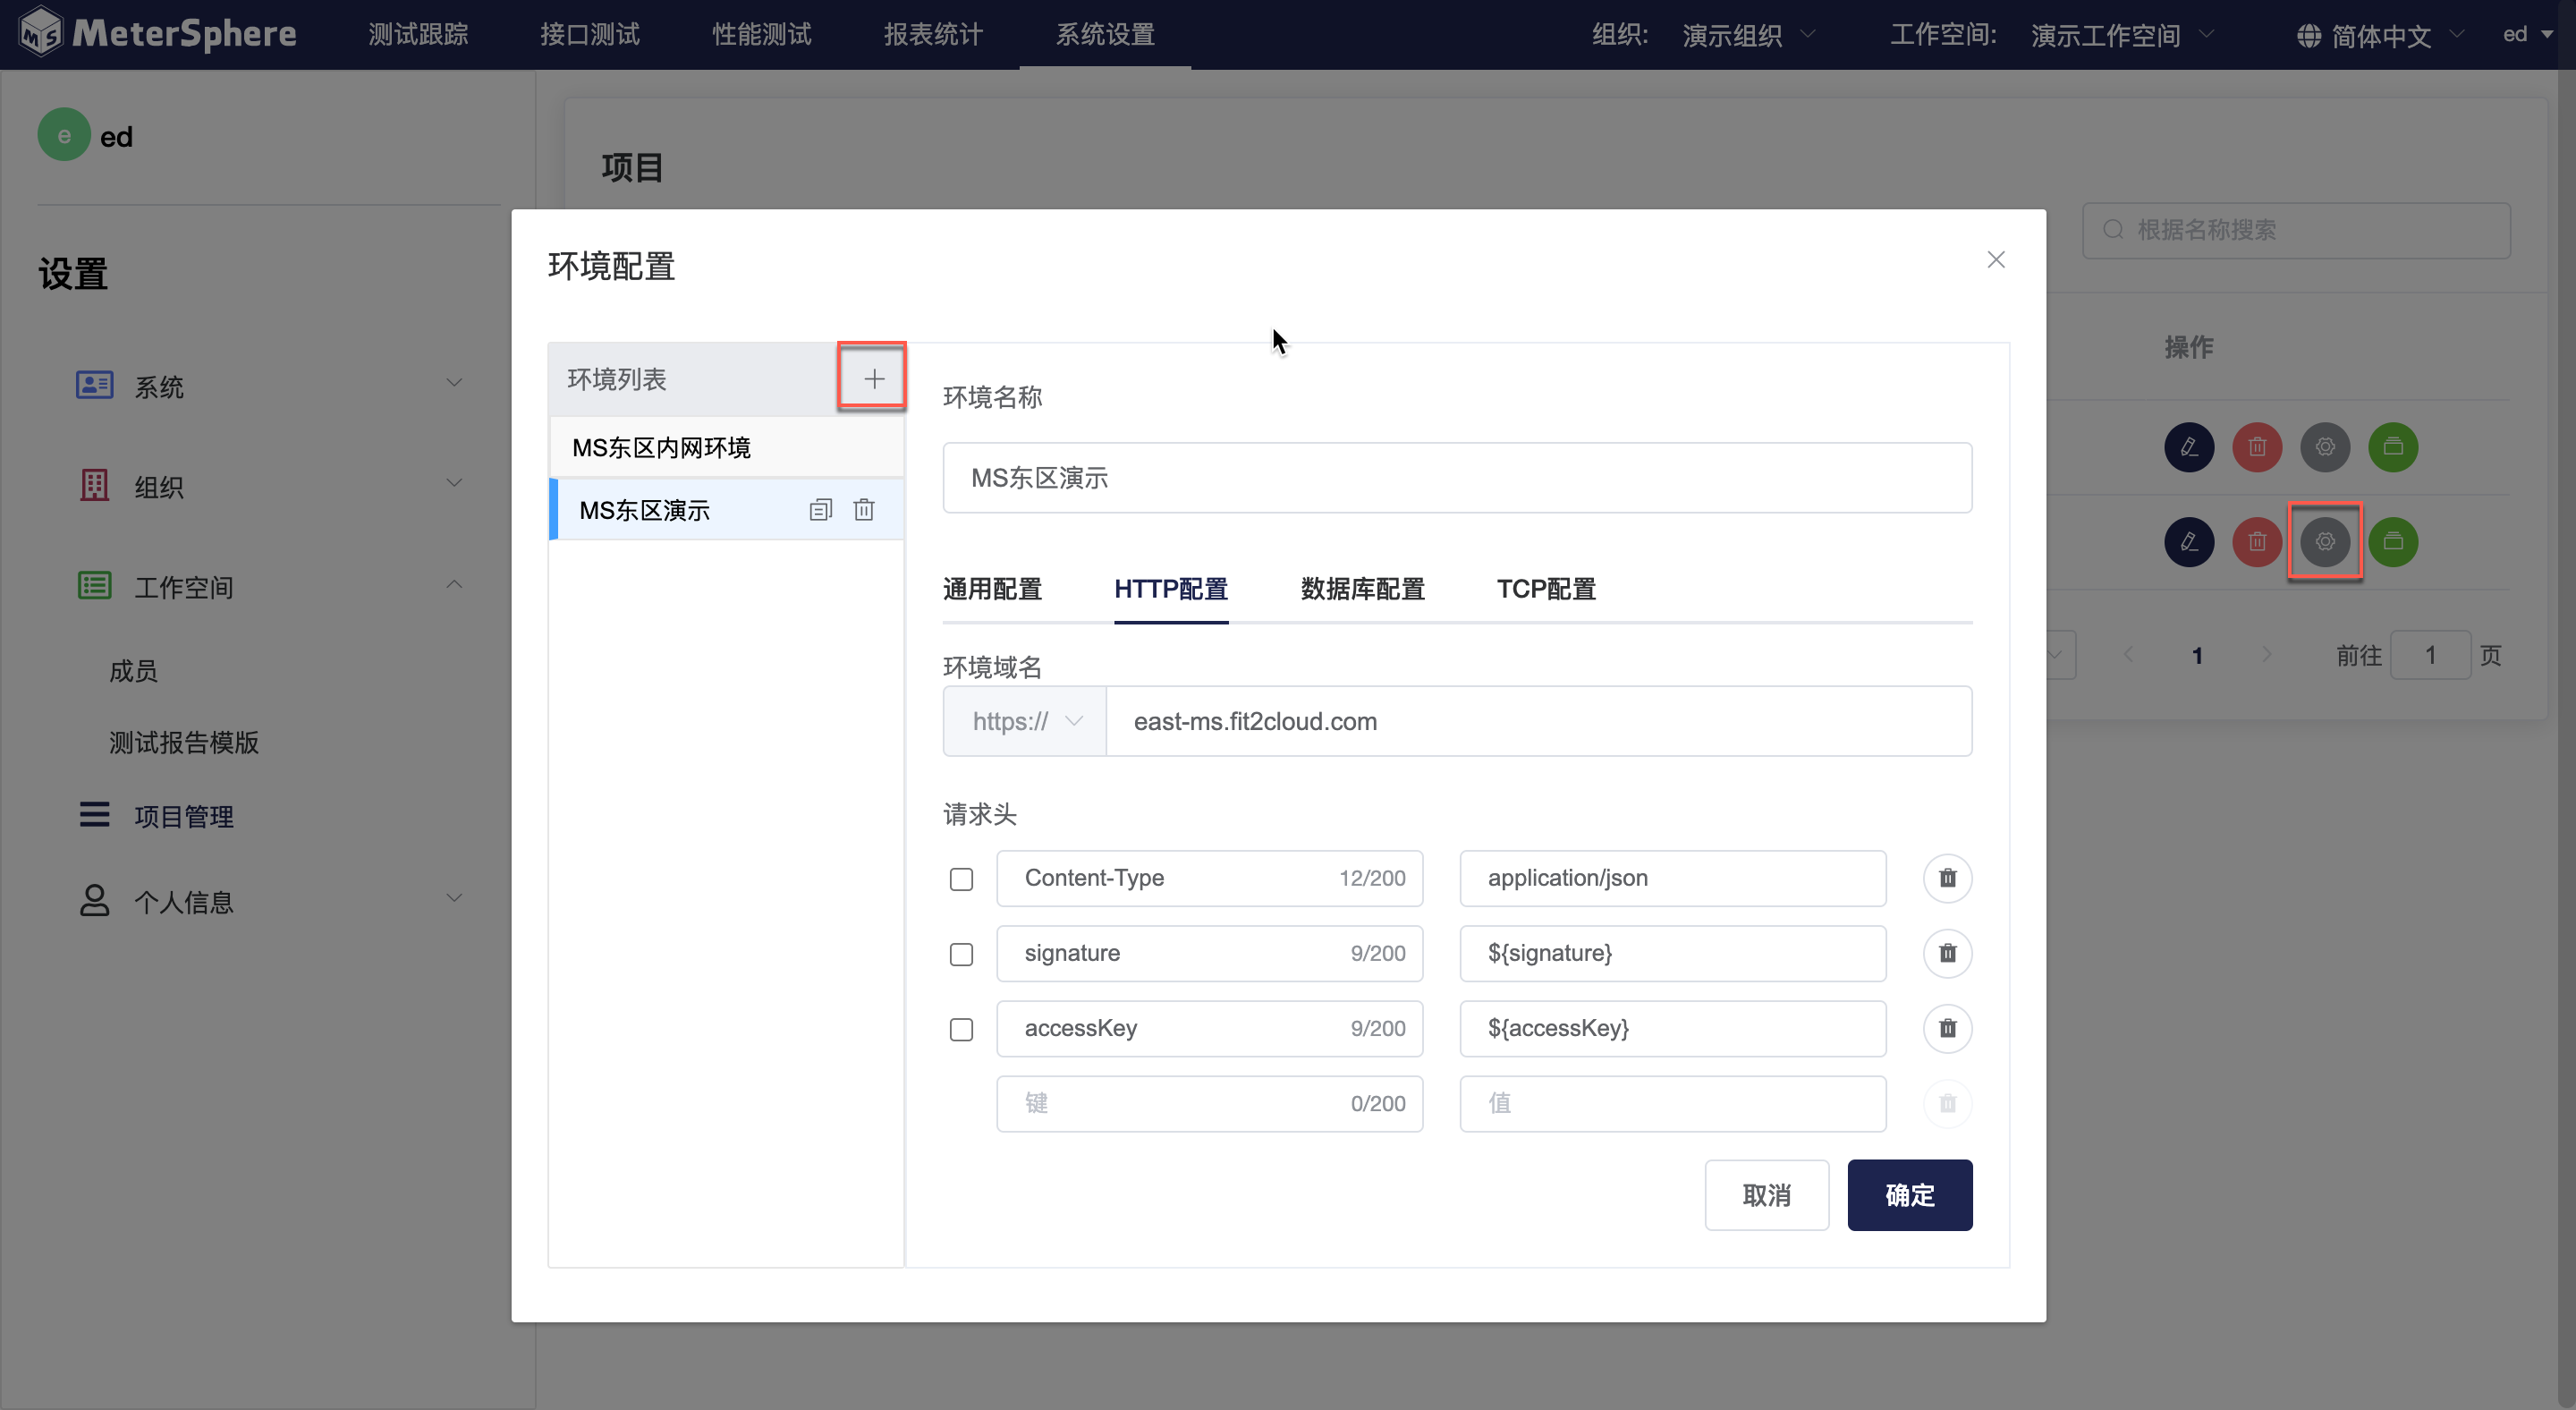 MeterSphere 测试跟踪 接口测试 性能测试 报表统计 系统设置 组织: 演示组织 工作空间: 演示工作空间 简体中文 ed
e ed
设置
系统
组织
工作空间
成员
测试报告模版
项目管理
个人信息
项目
根据名称搜索
操作
1 前往 1 页
环境配置
环境列表
MS东区内网环境
MS东区演示
环境名称
MS东区演示
通用配置 HTTP配置 数据库配置 TCP配置
环境域名
https:// east-ms.fit2cloud.com
请求头
Content-Type 12/200 application/json
signature 9/200 ${signature}
accessKey 9/200 ${accessKey}
键 0/200 值
取消 确定